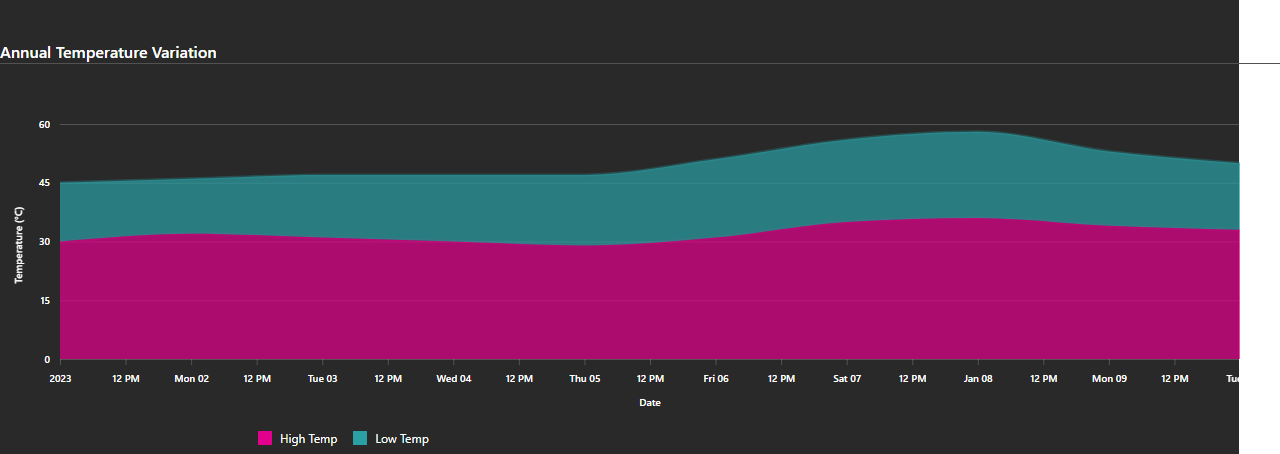 Annual Temperature Variation
60
45
30
15
0
Temperature (°C)
2023 12 PM Mon 02 12 PM Tue 03 12 PM Wed 04 12 PM Thu 05 12 PM Fri 06 12 PM Sat 07 12 PM Jan 08 12 PM Mon 09 12 PM Tu
Date
High Temp Low Temp